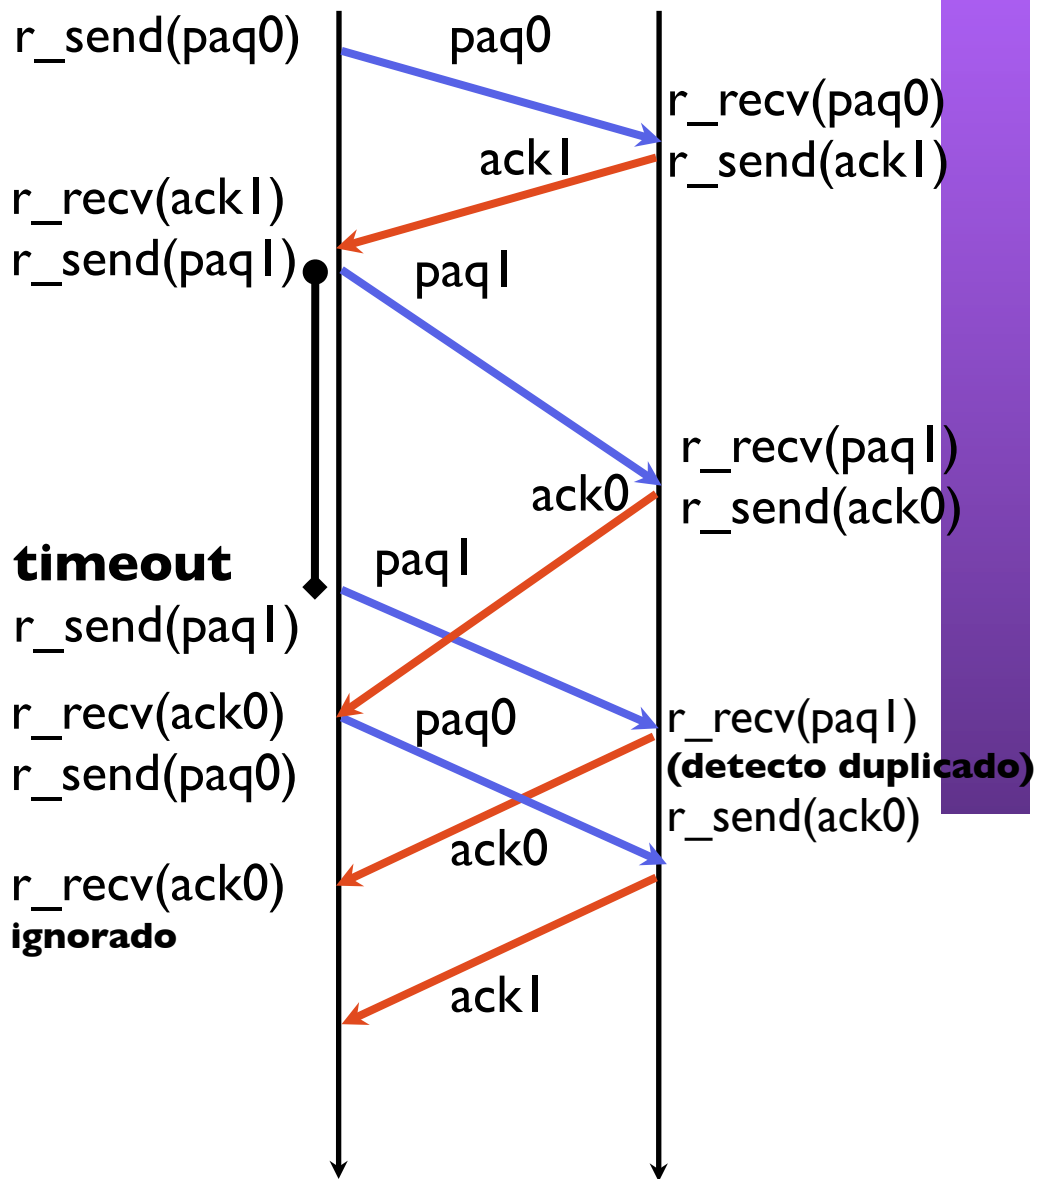 r_send(paq0)
paq0
r_recv(paq0)
ack1
r_send(ack1)
r_recv(ack1)
r_send(paq1)
paq1
r_recv(paq1)
ack0
r_send(ack0)
timeout
paq1
r_send(paq1)
r_recv(ack0)
paq0
r_recv(paq1)
r_send(paq0)
(detecto duplicado)
r_send(ack0)
ack0
r_recv(ack0)
ignorado
ack1